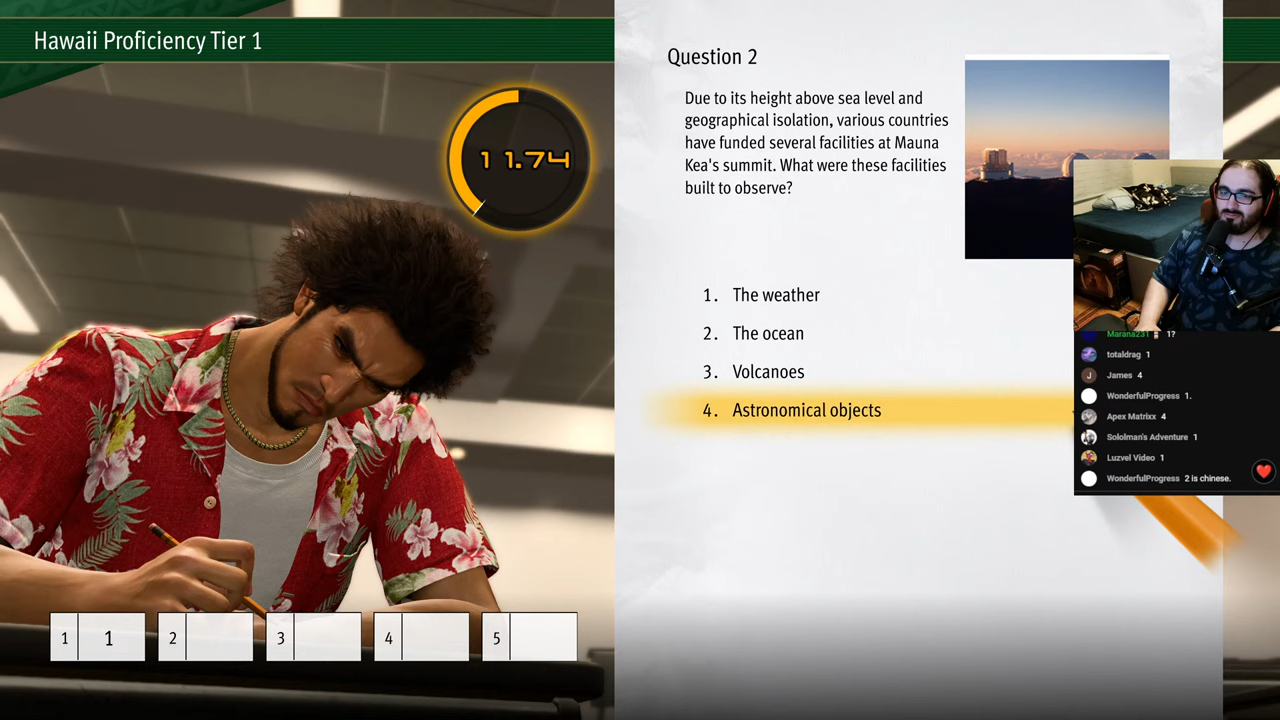 Hawaii Proficiency Tier 1
11.74
Question 2
Due to its height above sea level and
geographical isolation, various countries
have funded several facilities at Mauna
Kea's summit. What were these facilities
built to observe?
1. The weather
2. The ocean
3. Volcanoes
4. Astronomical objects
Marana231 1?
totaldrag 1
J James 4
WonderfulProgress 1.
Apex Matrixx 4
Sololman's Adventure 1
Luzvel Video 1
WonderfulProgress 2 is chinese.
1 1 2 3 4 5